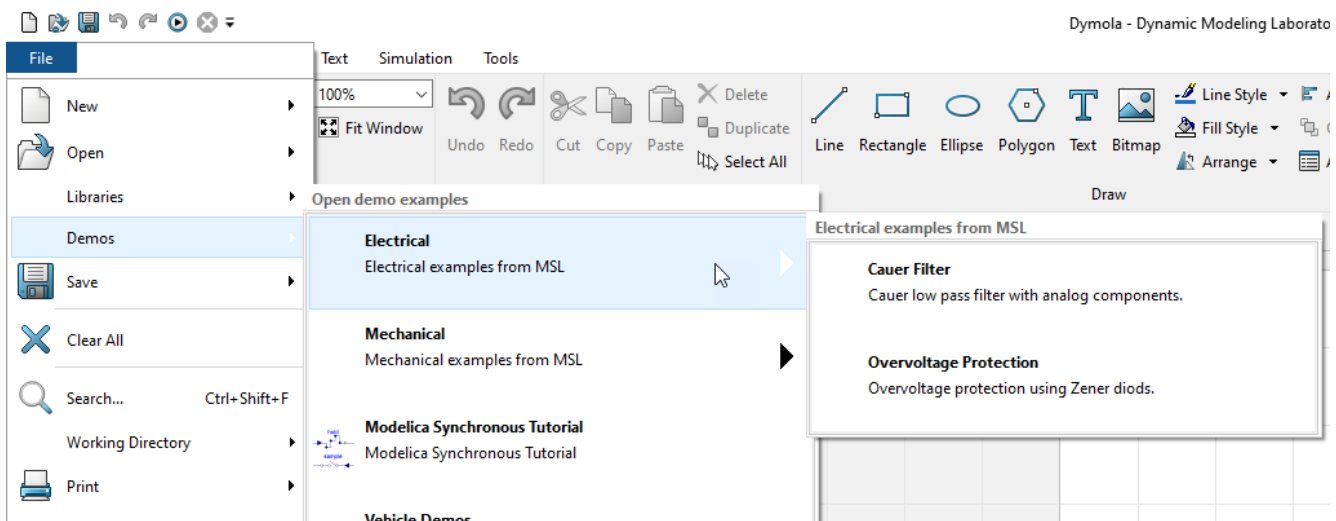 Dymola - Dynamic Modeling Laborato
File
Text
Simulation
Tools
New
Open
Libraries
Demos
Save
Clear All
Search... Ctrl+Shift+F
Working Directory
Print
100%
Fit Window
Undo
Redo
Cut
Copy
Paste
Delete
Duplicate
Select All
Line
Rectangle
Ellipse
Polygon
Text
Bitmap
Line Style
Fill Style
Arrange
Draw
Open demo examples
Electrical
Electrical examples from MSL
Mechanical
Mechanical examples from MSL
Modelica Synchronous Tutorial
Modelica Synchronous Tutorial
Vehicle Demos
Electrical examples from MSL
Cauer Filter
Cauer low pass filter with analog components.
Overvoltage Protection
Overvoltage protection using Zener diods.